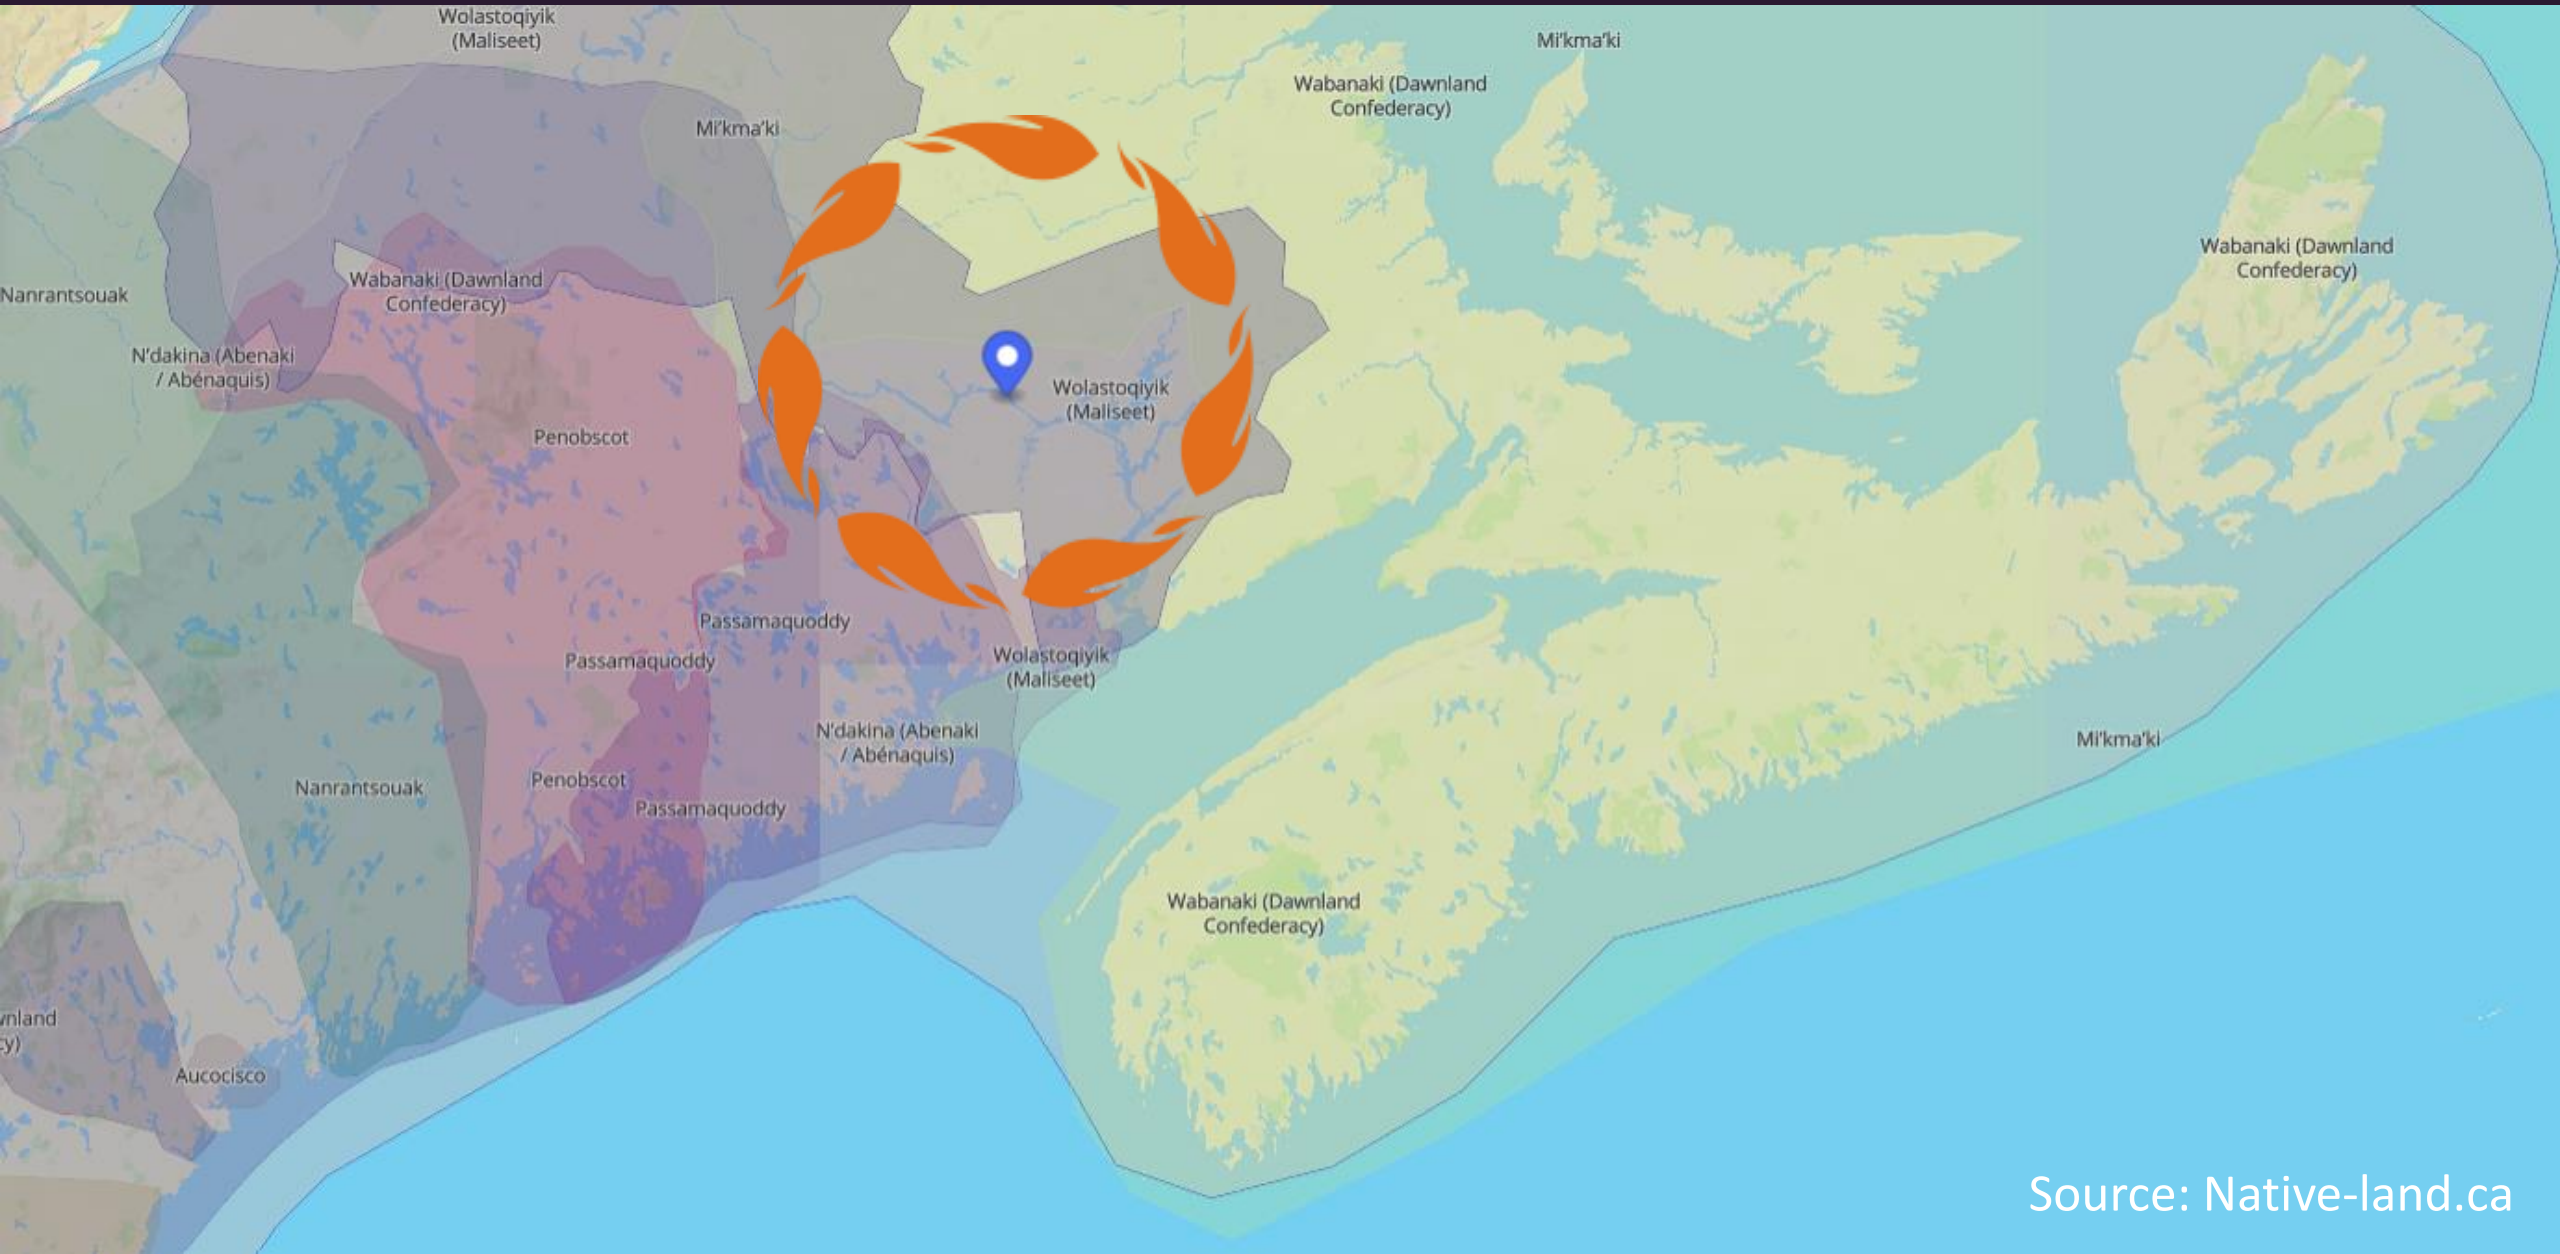 Wolastoqiyik
(Maliseet)
Mi'kma'ki
Wabanaki (Dawnland
Confederacy)
Mi'kma'ki
Wabanaki (Dawnland
Confederacy)
Nanrantsouak
Wabanaki (Dawnland
Confederacy)
N'dakina (Abenaki
/ Abénaquis)
Wolastoqiyik
(Maliseet)
Penobscot
Passamaquoddy
Passamaquoddy
Wolastoqiyik
(Maliseet)
N'dakina (Abenaki
/ Abénaquis)
Mi'kma'ki
Nanrantsouak
Penobscot
Passamaquoddy
Wabanaki (Dawnland
Confederacy)
Aucocisco
Source: Native-land.ca